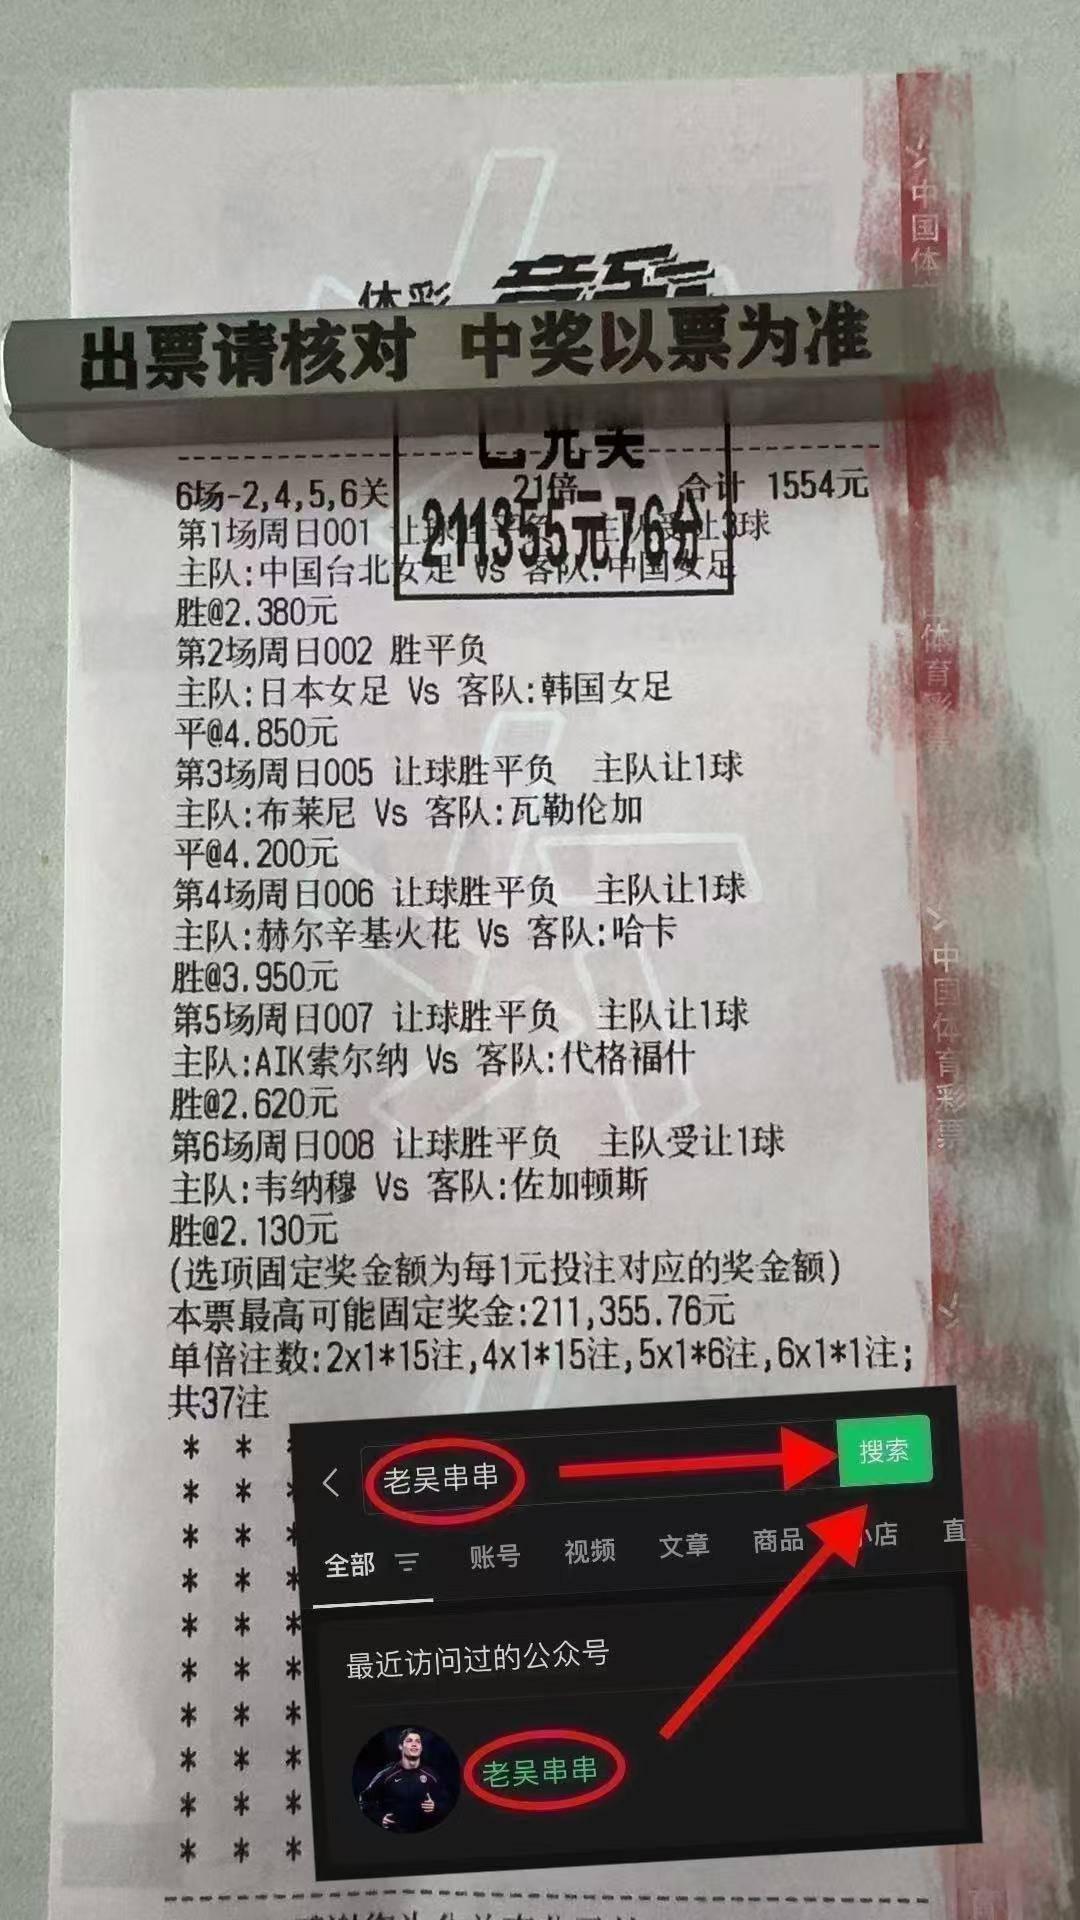 中国体
体彩 竞彩
出票请核对 中奖以票为准
已兑奖
211355元76分
6场-2,4,5,6关 21倍 合计 1554元
第1场周日001 让球胜平负 主队受让3球
主队:中国台北女足 Vs 客队:中国女足
胜@2.380元
第2场周日002 胜平负
主队:日本女足 Vs 客队:韩国女足
平@4.850元
第3场周日005 让球胜平负 主队让1球
主队:布莱尼 Vs 客队:瓦勒伦加
平@4.200元
第4场周日006 让球胜平负 主队让1球
主队:赫尔辛基火花 Vs 客队:哈卡
胜@3.950元
第5场周日007 让球胜平负 主队让1球
主队:AIK索尔纳 Vs 客队:代格福什
胜@2.620元
第6场周日008 让球胜平负 主队受让1球
主队:韦纳穆 Vs 客队:佐加顿斯
胜@2.130元
(选项固定奖金额为每1元投注对应的奖金额)
本票最高可能固定奖金:211,355.76元
单倍注数:2x1*15注,4x1*15注,5x1*6注,6x1*1注;
共37注
体育彩票
中国体育彩票
老吴串串 搜索
全部 账号 视频 文章 商品 小店 直
最近访问过的公众号
老吴串串